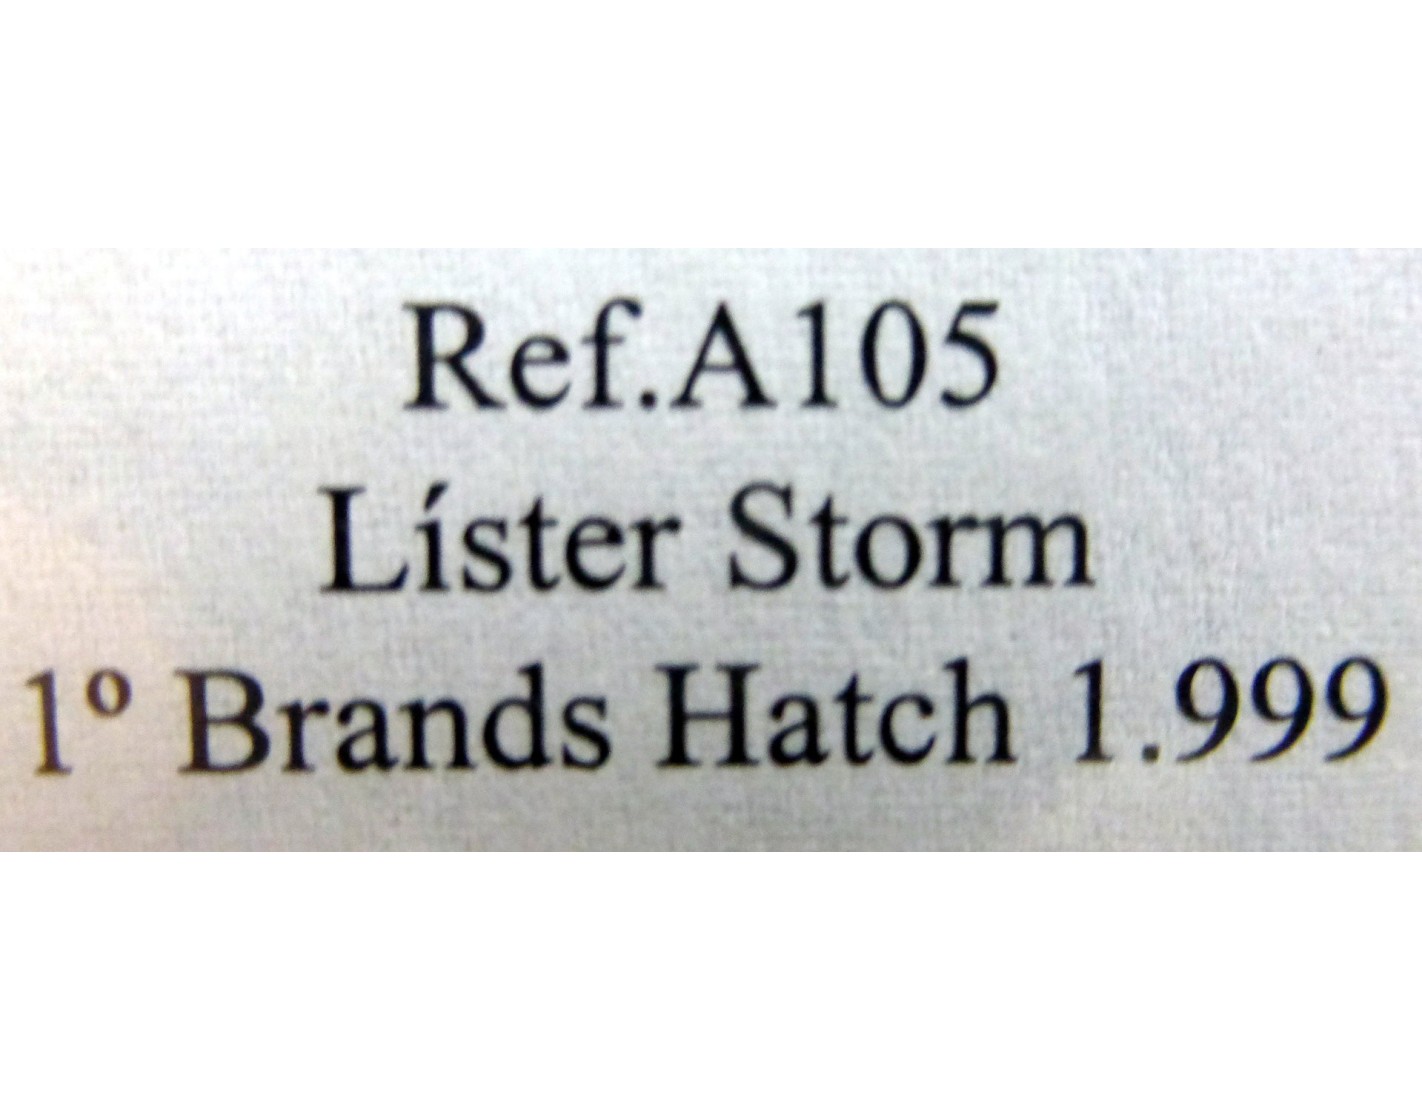 Ref.A105
Líster Storm
1º Brands Hatch 1.999